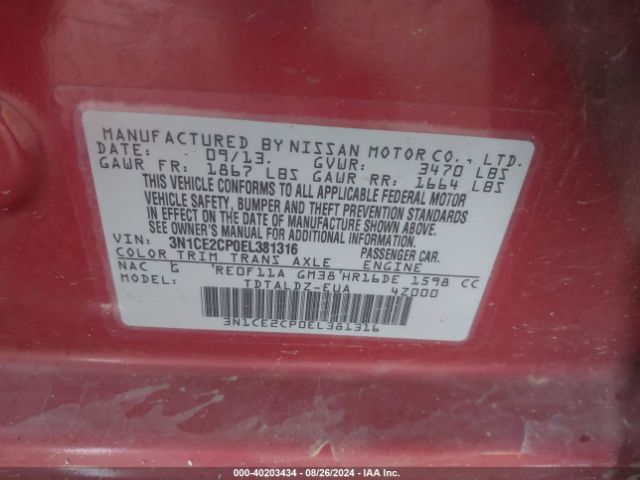 MANUFACTURED BY NISSAN MOTOR CO., LTD.
DATE: 09/13. GVWR: 3470 LBS
GAWR FR: 1867 LBS GAWR RR: 1664 LBS
THIS VEHICLE CONFORMS TO ALL APPLICABLE FEDERAL MOTOR
VEHICLE SAFETY, BUMPER AND THEFT PREVENTION STANDARDS
IN EFFECT ON THE DATE OF MANUFACTURE SHOWN ABOVE.
SEE OWNER'S MANUAL FOR ADDITIONAL INFORMATION.
VIN: 3N1CE2CP0EL381316 PASSENGER CAR.
COLOR TRIM TRANS AXLE ENGINE
NAC G RE0F11A GM38 HR16DE 1598 CC
MODEL: TDTALDZ-EUA 4Z000
3N1CE2CP0EL381316
000-40203434 - 08/26/2024 - IAA Inc.